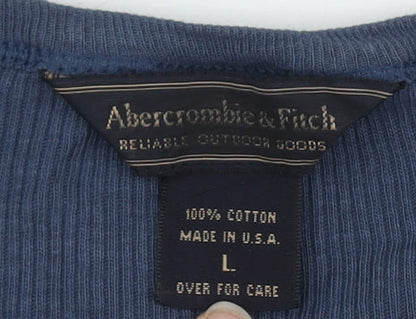 Abercrombie & Fitch
RELIABLE OUTDOOR GOODS
100% COTTON
MADE IN U.S.A.
L
OVER FOR CARE